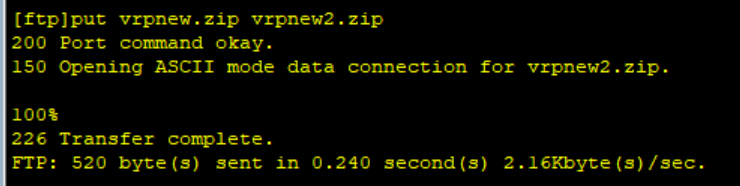 [ftp]put vrpnew.zip vrpnew2.zip
200 Port command okay.
150 Opening ASCII mode data connection for vrpnew2.zip.
100%
226 Transfer complete.
FTP: 520 byte(s) sent in 0.240 second(s) 2.16Kbyte(s)/sec.